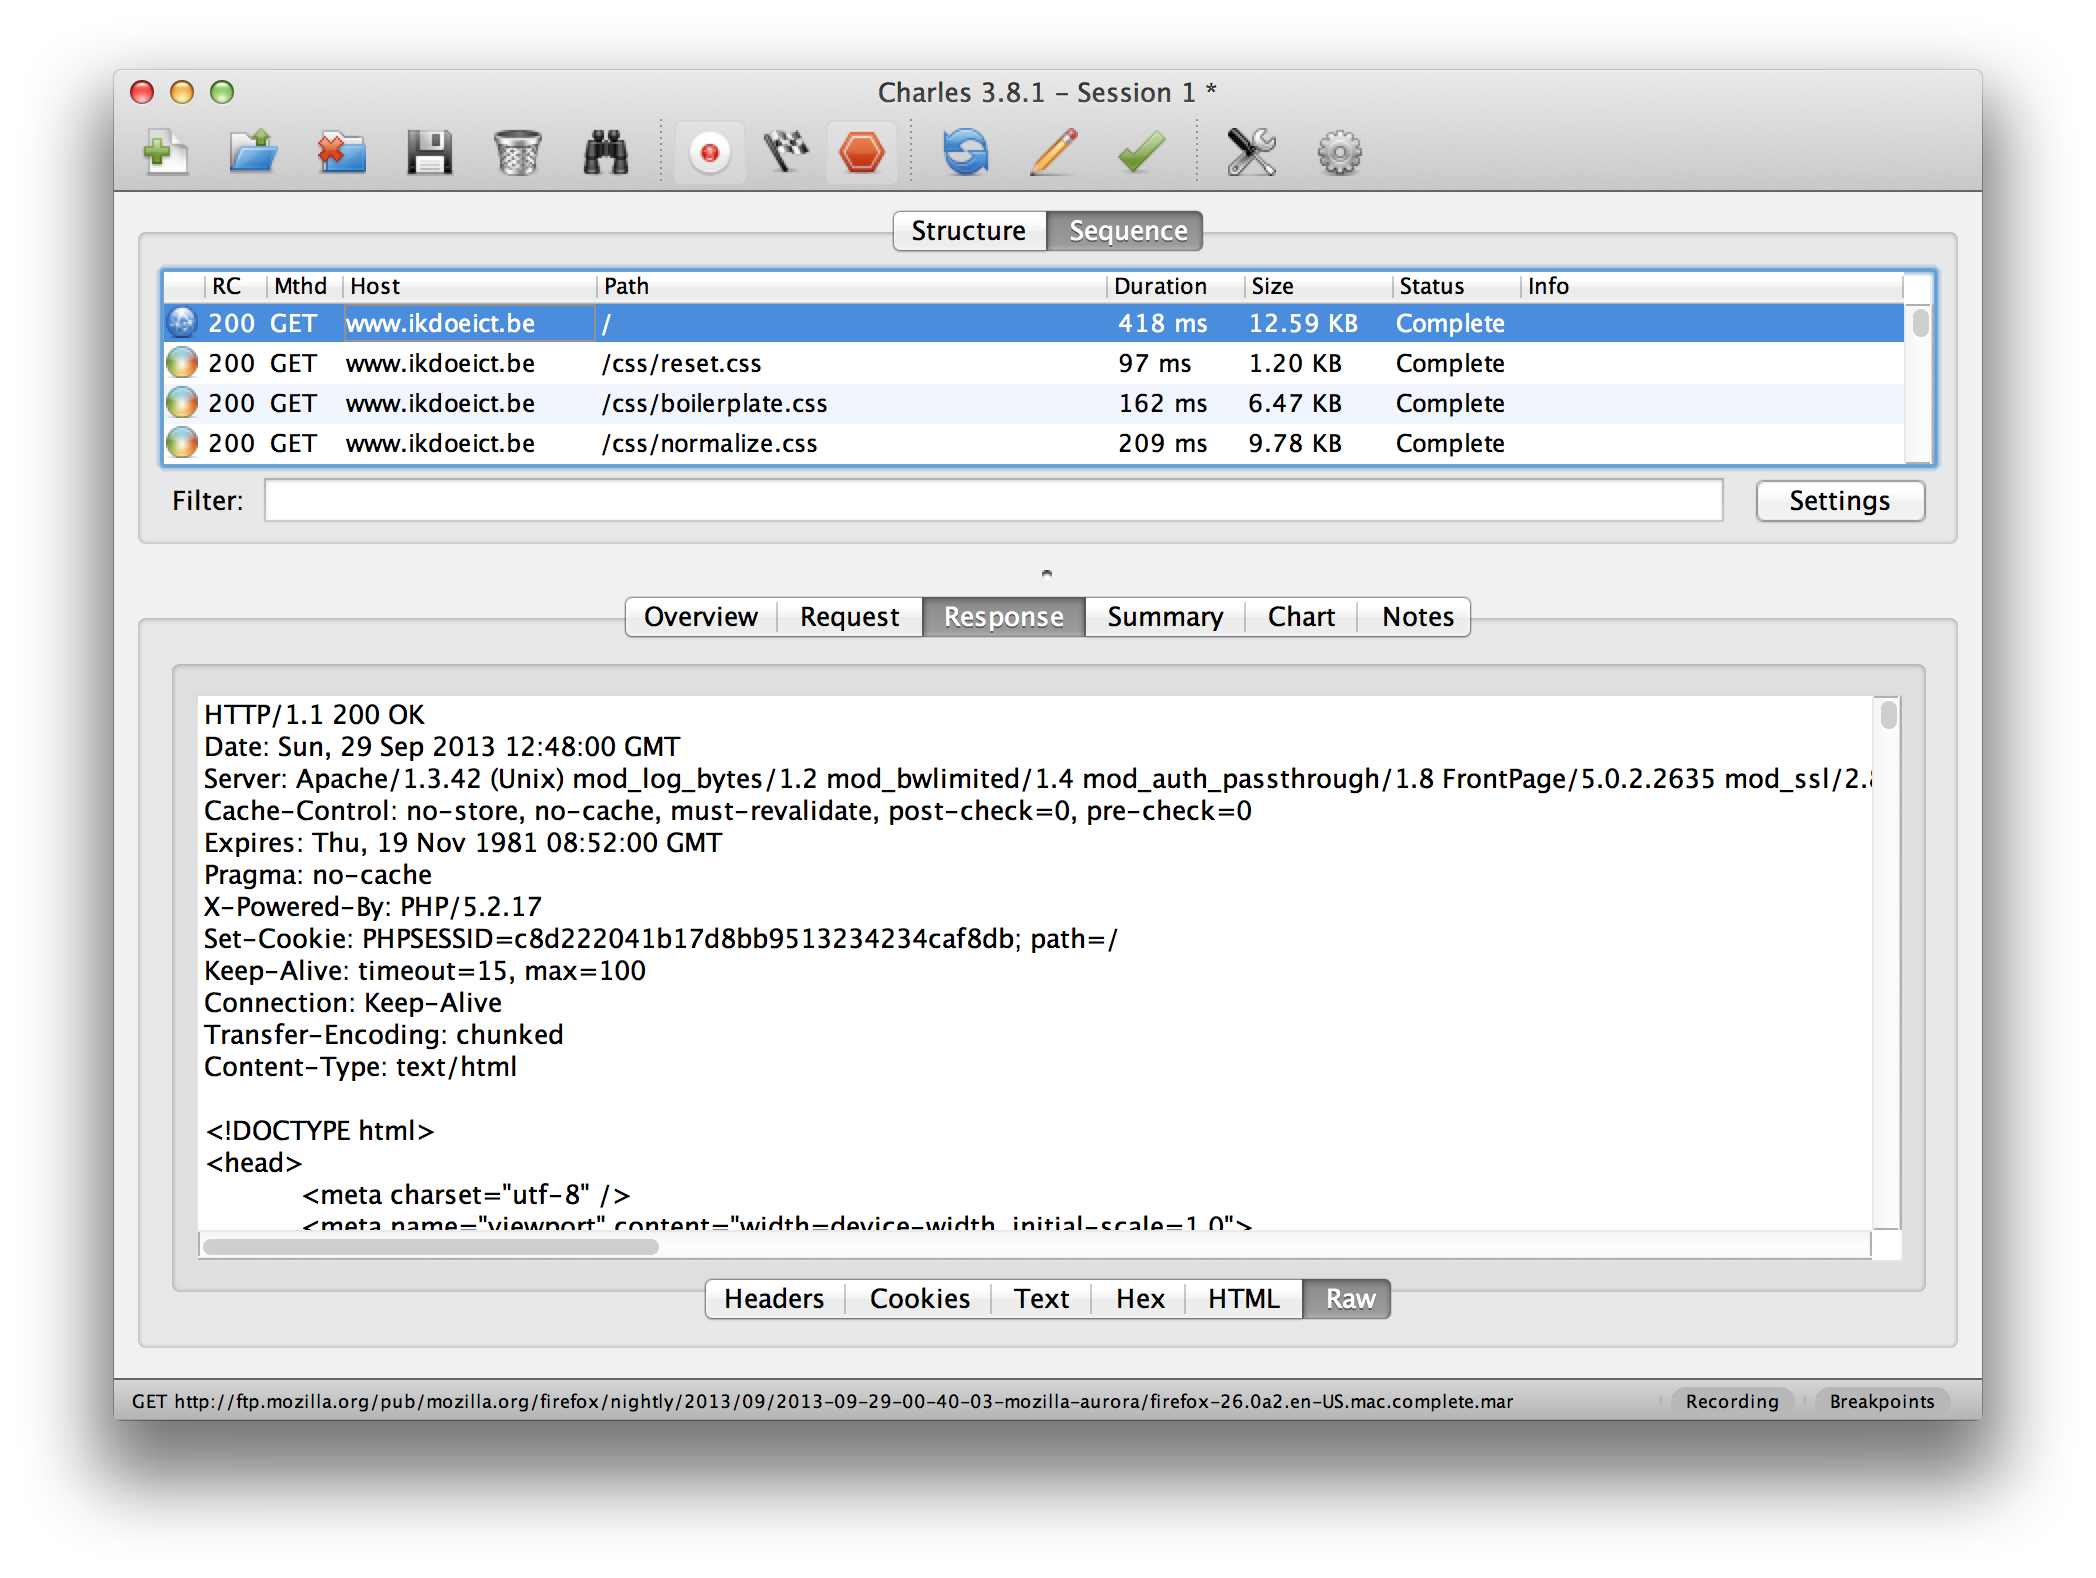 Charles 3.8.1 – Session 1 *
Structure Sequence
RC Mthd Host Path Duration Size Status Info
200 GET www.ikdoeict.be / 418 ms 12.59 KB Complete
200 GET www.ikdoeict.be /css/reset.css 97 ms 1.20 KB Complete
200 GET www.ikdoeict.be /css/boilerplate.css 162 ms 6.47 KB Complete
200 GET www.ikdoeict.be /css/normalize.css 209 ms 9.78 KB Complete
Filter: Settings
Overview Request Response Summary Chart Notes
HTTP/1.1 200 OK
Date: Sun, 29 Sep 2013 12:48:00 GMT
Server: Apache/1.3.42 (Unix) mod_log_bytes/1.2 mod_bwlimited/1.4 mod_auth_passthrough/1.8 FrontPage/5.0.2.2635 mod_ssl/2.8
Cache-Control: no-store, no-cache, must-revalidate, post-check=0, pre-check=0
Expires: Thu, 19 Nov 1981 08:52:00 GMT
Pragma: no-cache
X-Powered-By: PHP/5.2.17
Set-Cookie: PHPSESSID=c8d222041b17d8bb9513234234caf8db; path=/
Keep-Alive: timeout=15, max=100
Connection: Keep-Alive
Transfer-Encoding: chunked
Content-Type: text/html
<!DOCTYPE html>
<head>
<meta charset="utf-8" />
<meta name="viewport" content="width=device-width, initial-scale=1.0">
Headers Cookies Text Hex HTML Raw
GET http://ftp.mozilla.org/pub/mozilla.org/firefox/nightly/2013/09/2013-09-29-00-40-03-mozilla-aurora/firefox-26.0a2.en-US.mac.complete.mar Recording Breakpoints